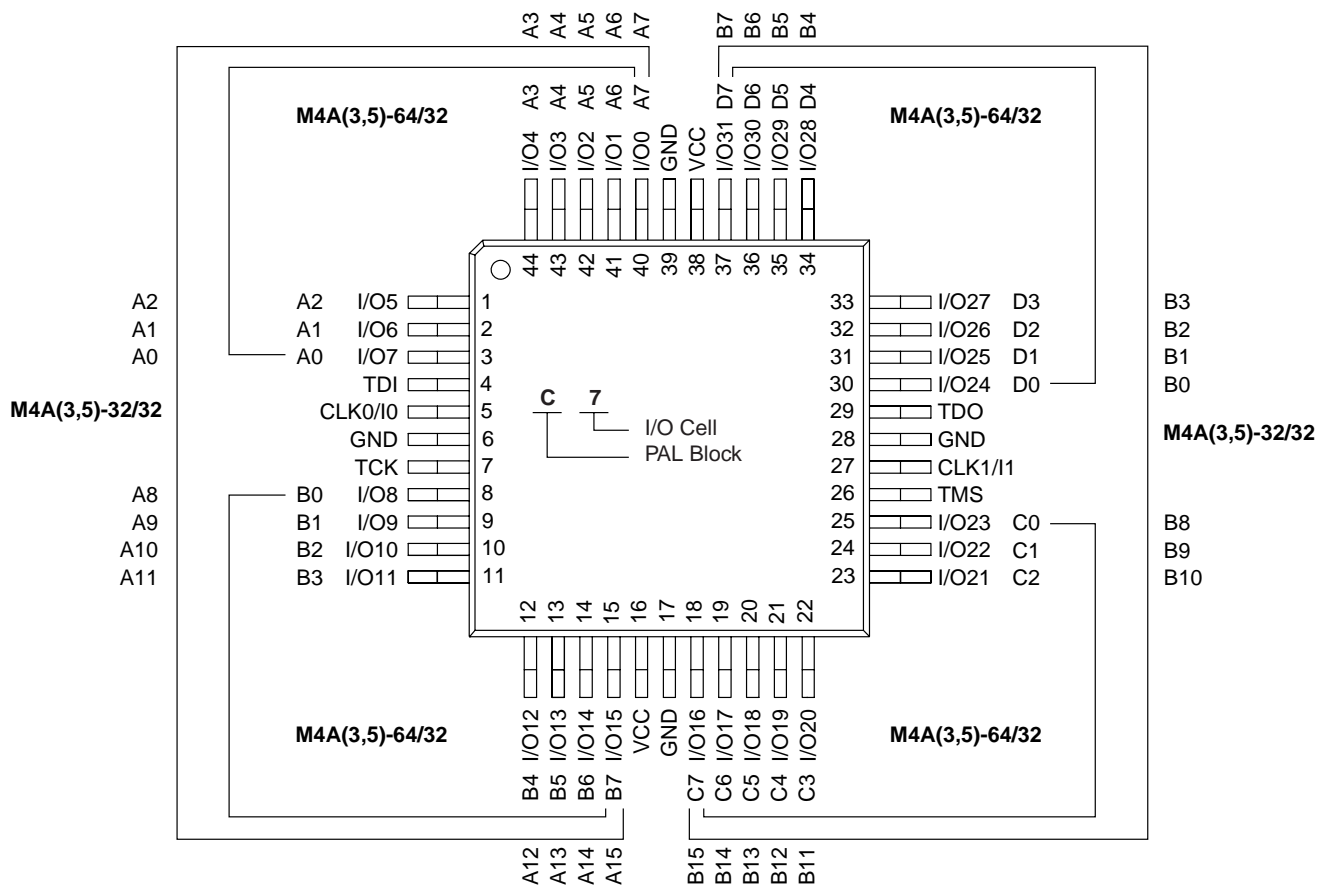 A3 A4 A5 A6 A7 B7 B6 B5 B4
A3 A4 A5 A6 A7 D7 D6 D5 D4
M4A(3,5)-64/32 M4A(3,5)-64/32
I/O4 I/O3 I/O2 I/O1 I/O0 GND VCC I/O31 I/O30 I/O29 I/O28
44 43 42 41 40 39 38 37 36 35 34
A2 A2 I/O5 1 33 I/O27 D3 B3
A1 A1 I/O6 2 32 I/O26 D2 B2
A0 A0 I/O7 3 31 I/O25 D1 B1
TDI 4 30 I/O24 D0 B0
M4A(3,5)-32/32 CLK0/I0 5 C 7 29 TDO
I/O Cell
GND 6 28 GND M4A(3,5)-32/32
PAL Block
TCK 7 27 CLK1/I1
A8 B0 I/O8 8 26 TMS
A9 B1 I/O9 9 25 I/O23 C0 B8
A10 B2 I/O10 10 24 I/O22 C1 B9
A11 B3 I/O11 11 23 I/O21 C2 B10
12 13 14 15 16 17 18 19 20 21 22
I/O12 I/O13 I/O14 I/O15 VCC GND I/O16 I/O17 I/O18 I/O19 I/O20
M4A(3,5)-64/32 M4A(3,5)-64/32
B4 B5 B6 B7 C7 C6 C5 C4 C3
A12 A13 A14 A15 B15 B14 B13 B12 B11